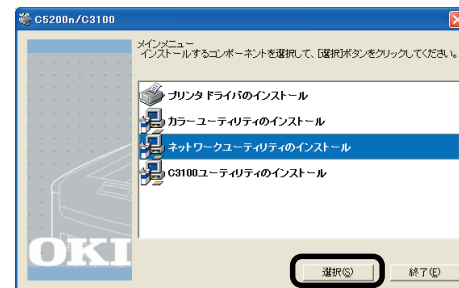 C5200n/C3100
メインメニュー
インストールするコンポーネントを選択して、[選択]ボタンをクリックしてください。
プリンタドライバのインストール
カラーユーティリティのインストール
ネットワークユーティリティのインストール
C3100ユーティリティのインストール
OKI
選択(S)
終了(E)